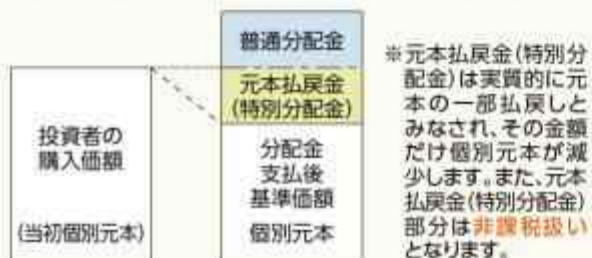 普通分配金
元本払戻金
(特別分配金)
投資者の
購入価額
(当初個別元本)
分配金
支払後
基準価額
個別元本
※元本払戻金(特別分
配金)は実質的に元
本の一部払戻しと
みなされ、その金額
だけ個別元本が減
少します。また、元本
払戻金(特別分配金)
部分は非課税扱い
となります。